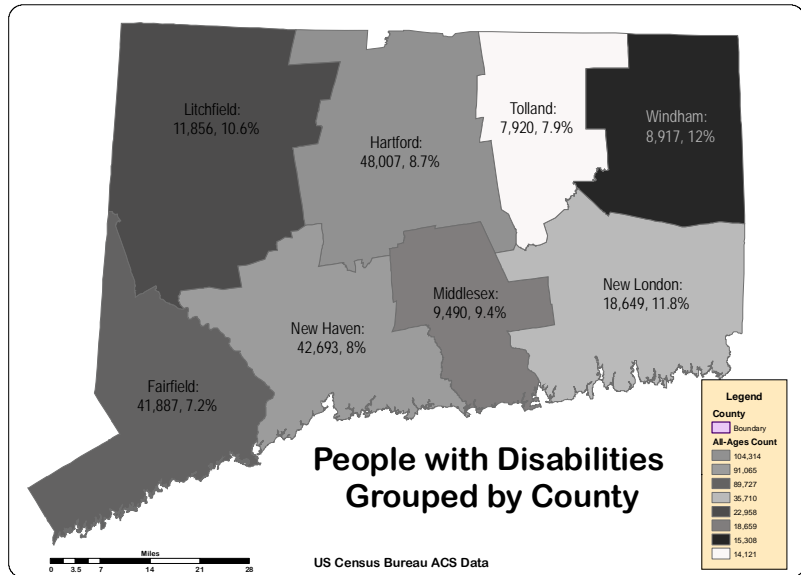 Litchfield:
11,856, 10.6%
Hartford:
48,007, 8.7%
Tolland:
7,920, 7.9%
Windham:
8,917, 12%
Middlesex:
9,490, 9.4%
New London:
18,649, 11.8%
New Haven:
42,693, 8%
Fairfield:
41,887, 7.2%
People with Disabilities
Grouped by County
US Census Bureau ACS Data
Miles
0 3.5 7 14 21 28
Legend
County
Boundary
All-Ages Count
104,314
91,065
89,727
35,710
22,958
18,659
15,308
14,121